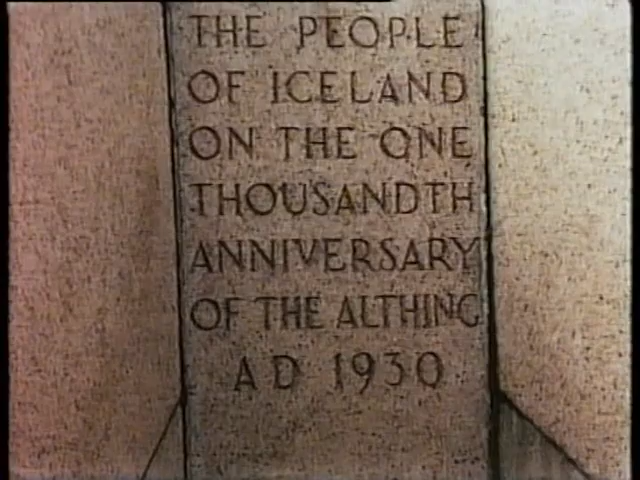 THE PEOPLE
OF ICELAND
ON THE ONE
THOUSANDTH
ANNIVERSARY
OF THE ALTHING
AD 1930